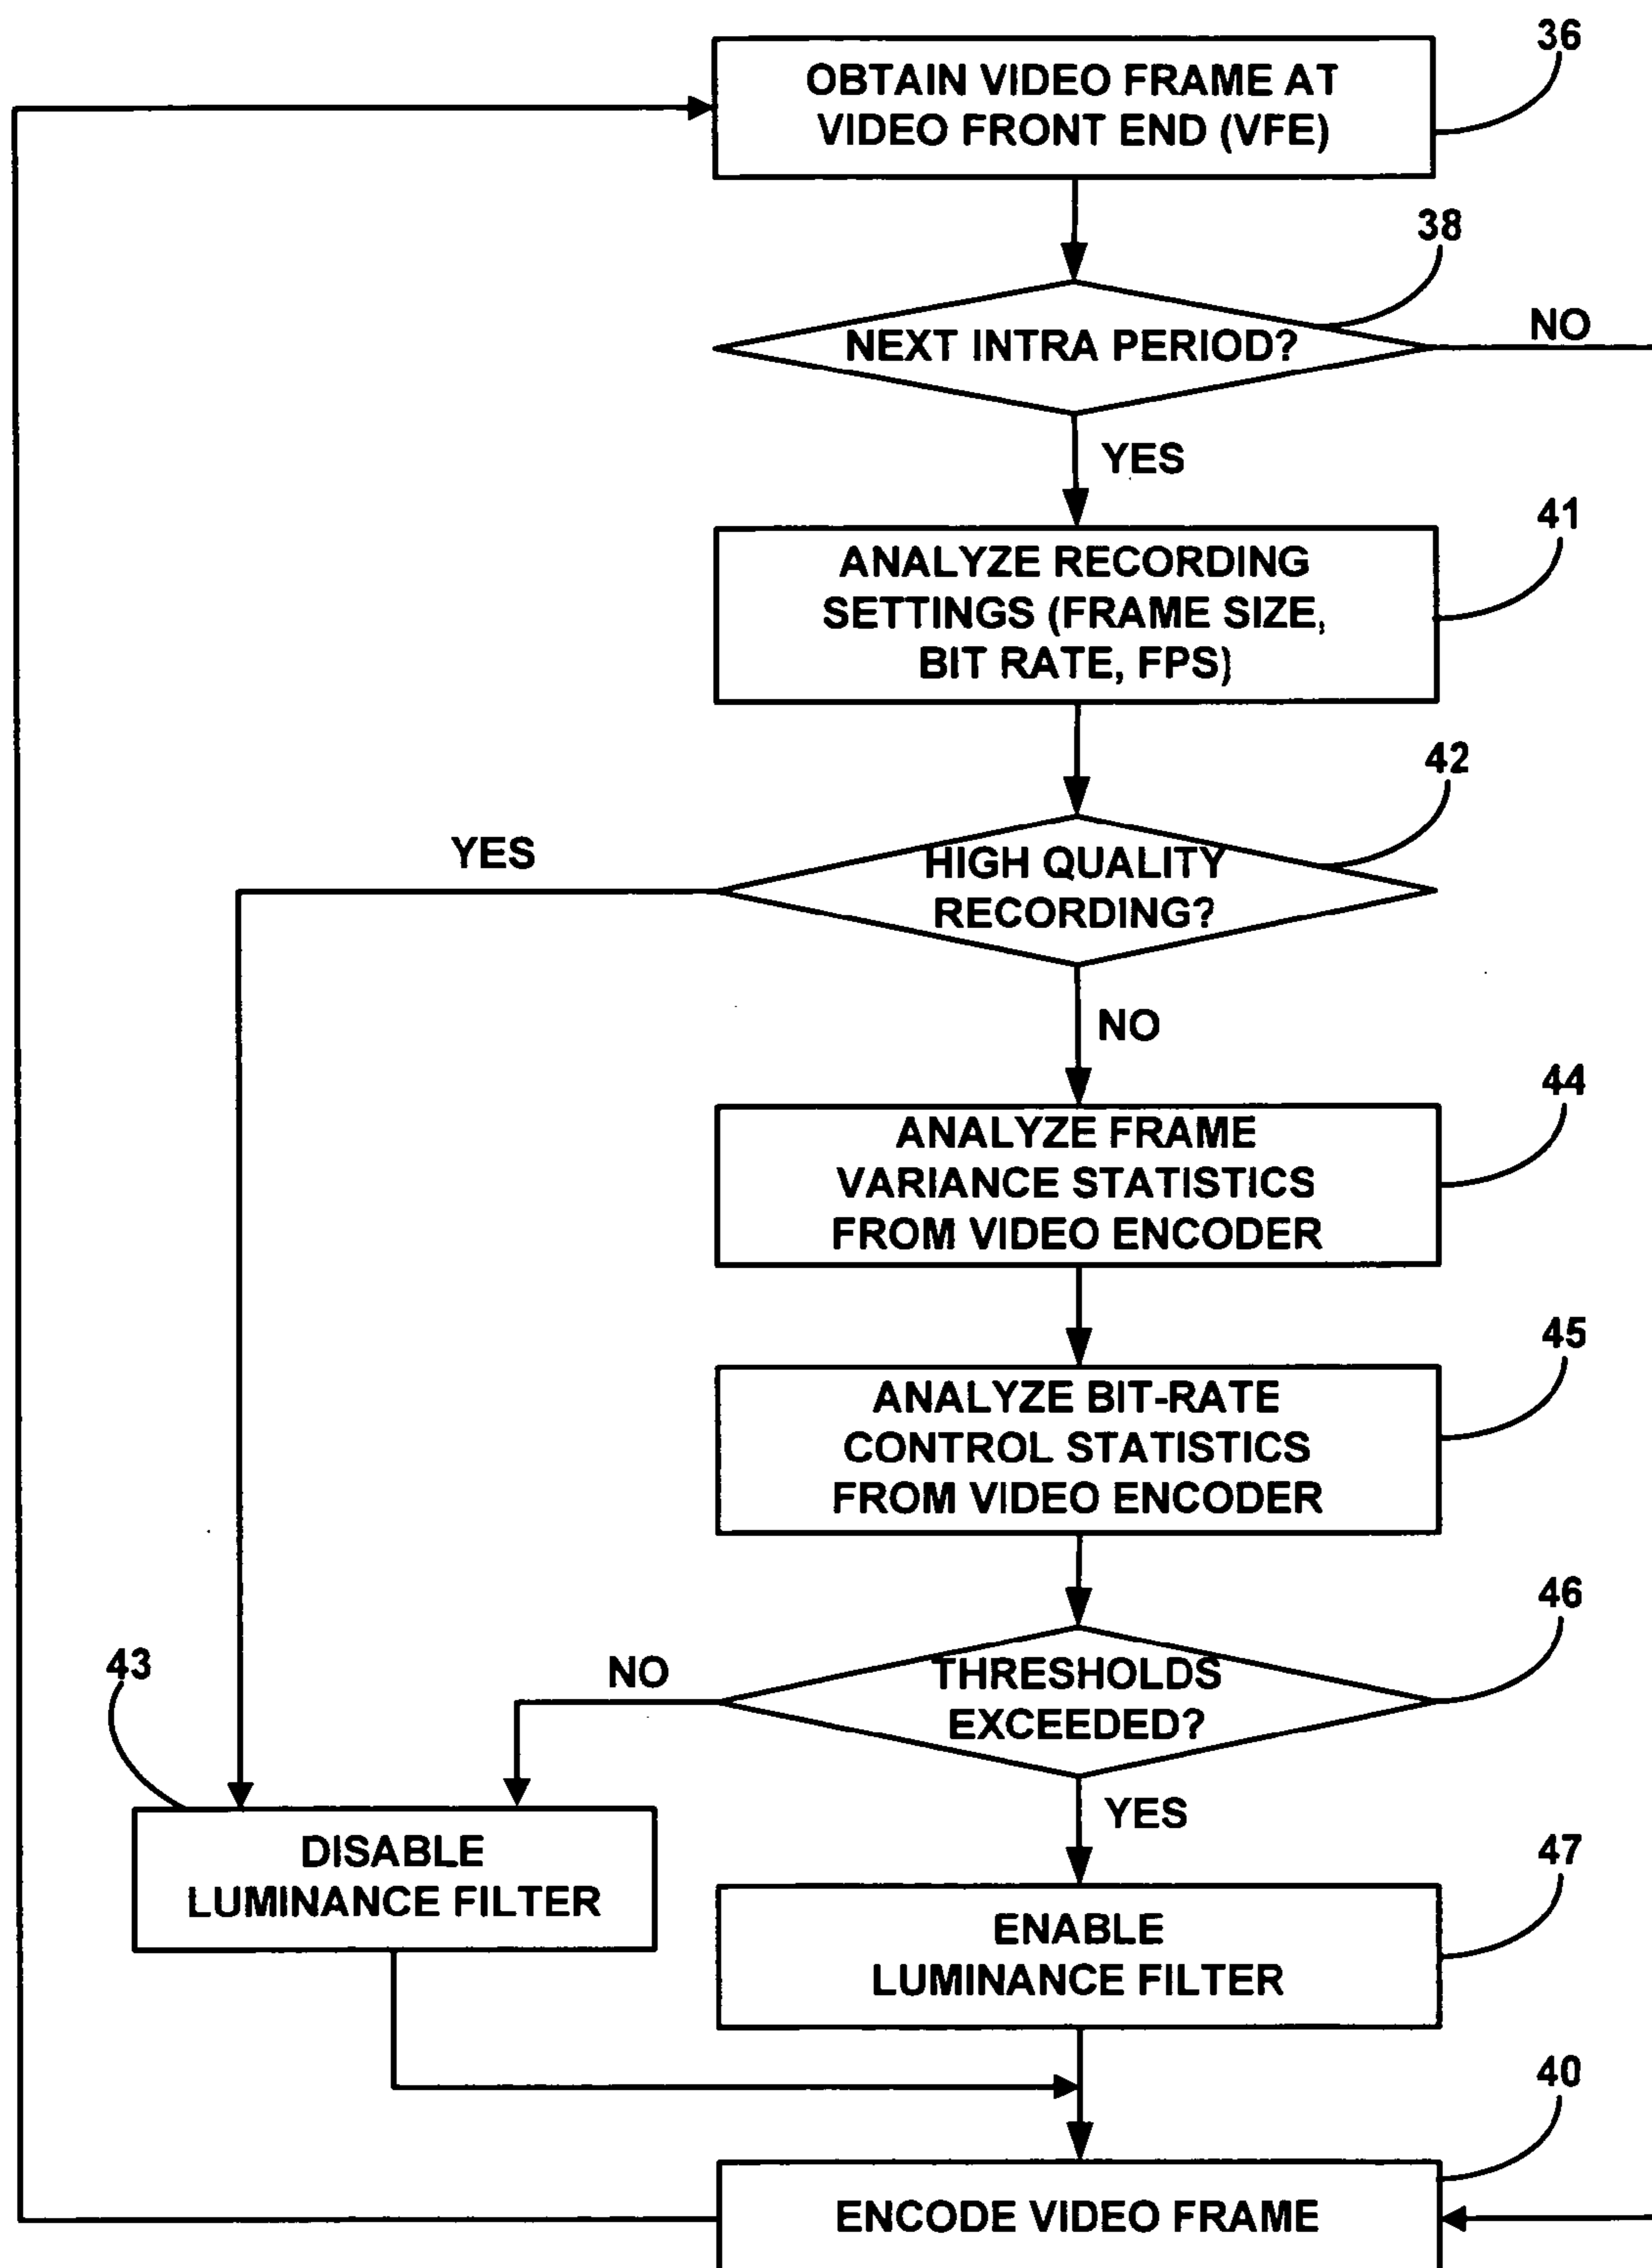 36
OBTAIN VIDEO FRAME AT
VIDEO FRONT END (VFE)
38
NEXT INTRA PERIOD?
NO
YES
41
ANALYZE RECORDING
SETTINGS (FRAME SIZE,
BIT RATE, FPS)
42
YES
HIGH QUALITY
RECORDING?
NO
44
ANALYZE FRAME
VARIANCE STATISTICS
FROM VIDEO ENCODER
45
ANALYZE BIT-RATE
CONTROL STATISTICS
FROM VIDEO ENCODER
46
43
NO
THRESHOLDS
EXCEEDED?
YES
DISABLE
LUMINANCE FILTER
47
ENABLE
LUMINANCE FILTER
40
ENCODE VIDEO FRAME